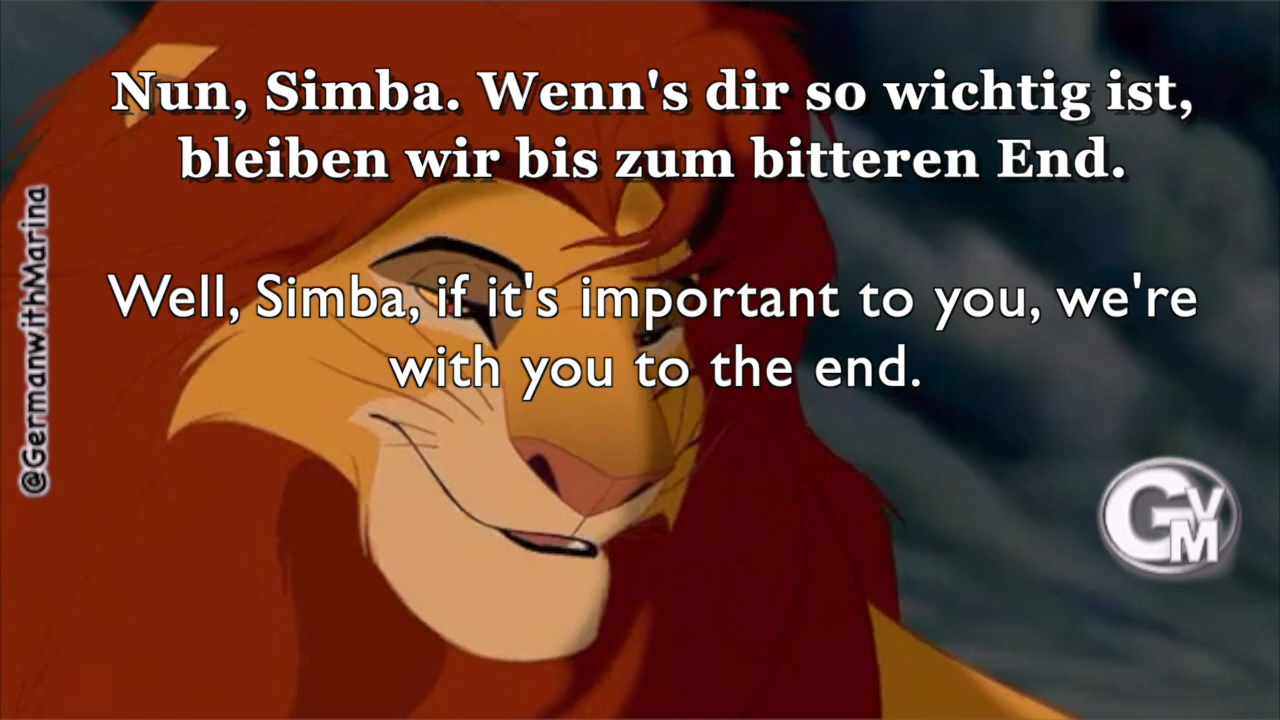 Nun, Simba. Wenn's dir so wichtig ist,
bleiben wir bis zum bitteren End.
Well, Simba, if it's important to you, we're
with you to the end.
@GermanwithMarina
GVM